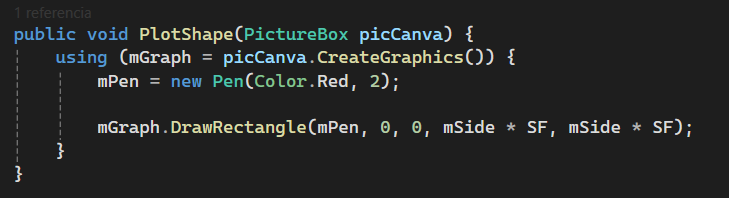 1 referencia
public void PlotShape(PictureBox picCanva) {
using (mGraph = picCanva.CreateGraphics()) {
mPen = new Pen(Color.Red, 2);
mGraph.DrawRectangle(mPen, 0, 0, mSide * SF, mSide * SF);
}
}